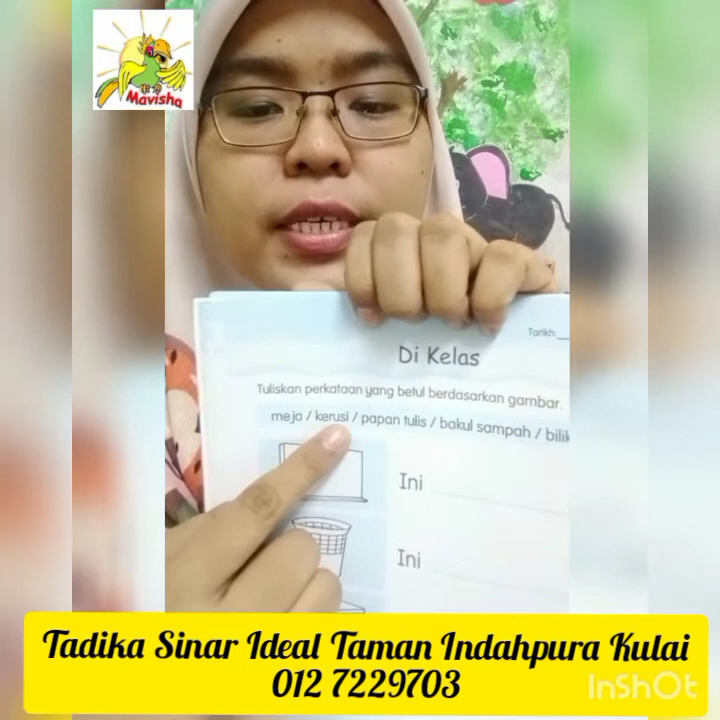 Mavisha
Tarikh:
Di Kelas
Tuliskan perkataan yang betul berdasarkan gambar.
meja / kerusi / papan tulis / bakul sampah / bilik
Ini
Ini
Tadika Sinar Ideal Taman Indahpura Kulai
012 7229703
InShOt